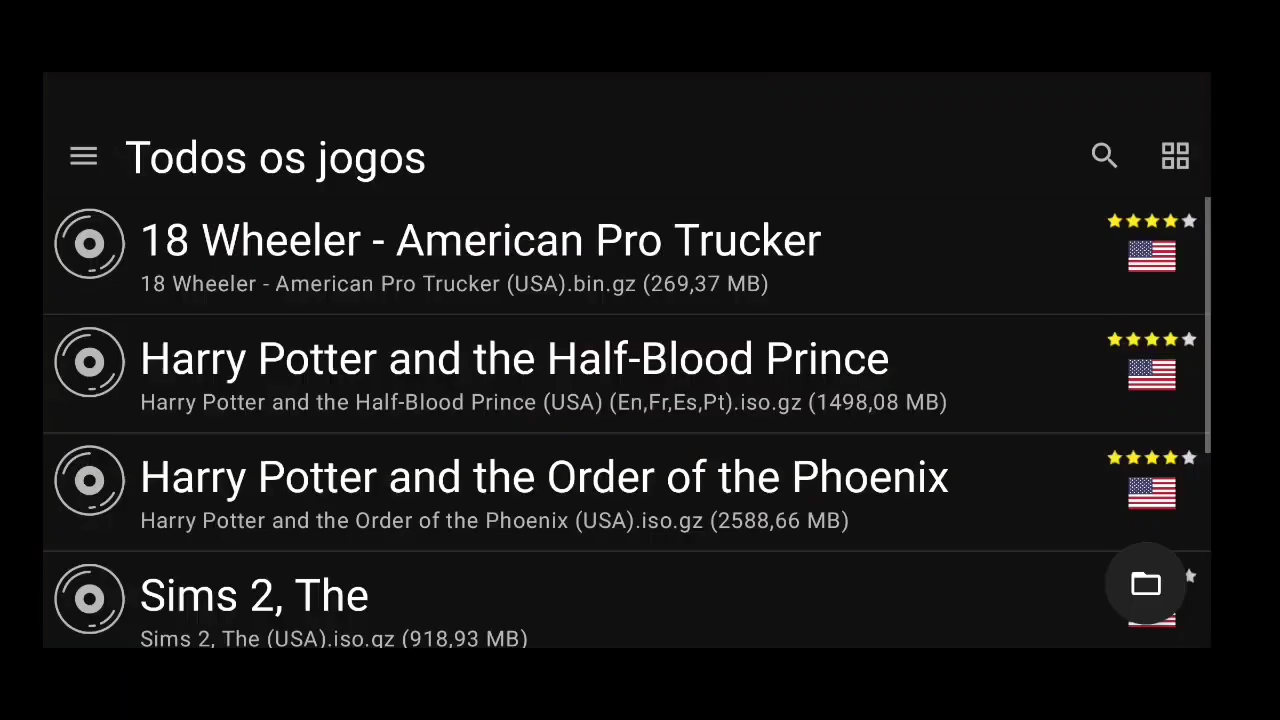 Todos os jogos
18 Wheeler - American Pro Trucker
18 Wheeler - American Pro Trucker (USA).bin.gz (269,37 MB)
Harry Potter and the Half-Blood Prince
Harry Potter and the Half-Blood Prince (USA) (En,Fr,Es,Pt).iso.gz (1498,08 MB)
Harry Potter and the Order of the Phoenix
Harry Potter and the Order of the Phoenix (USA).iso.gz (2588,66 MB)
Sims 2, The
Sims 2, The (USA).iso.gz (918,93 MB)